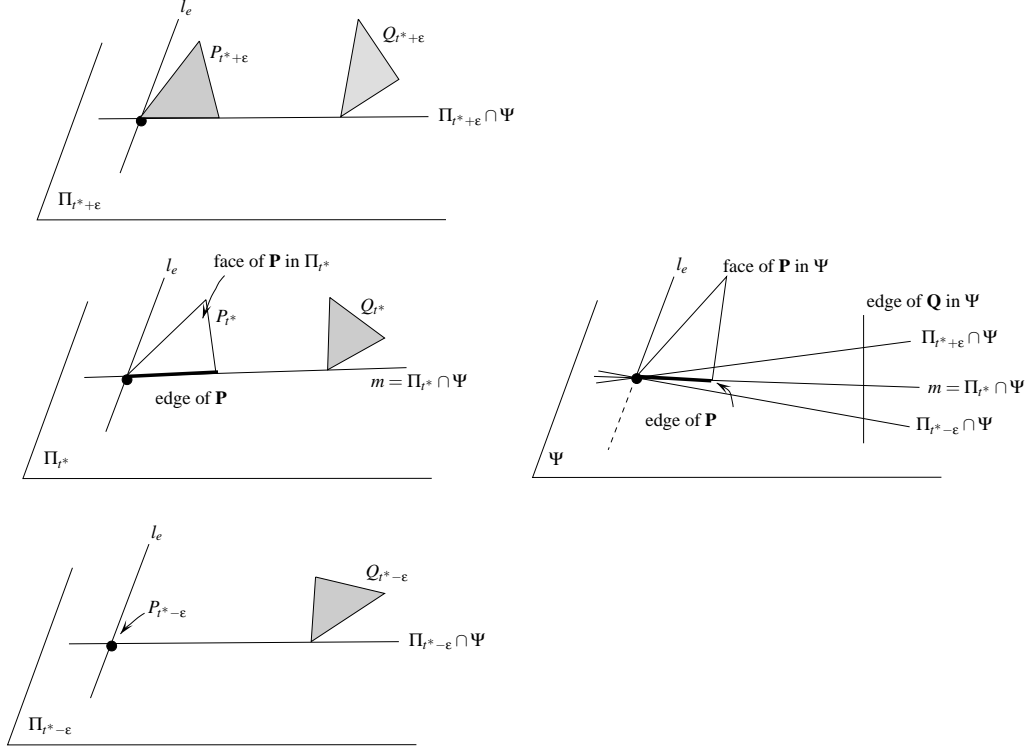 l_e
P_{t*+ε}
Q_{t*+ε}
Π_{t*+ε} ∩ Ψ
Π_{t*+ε}
l_e
face of P in Π_{t*}
P_{t*}
Q_{t*}
m = Π_{t*} ∩ Ψ
edge of P
Π_{t*}
l_e
face of P in Ψ
edge of Q in Ψ
Π_{t*+ε} ∩ Ψ
m = Π_{t*} ∩ Ψ
edge of P
Π_{t*−ε} ∩ Ψ
Ψ
l_e
P_{t*−ε}
Q_{t*−ε}
Π_{t*−ε} ∩ Ψ
Π_{t*−ε}